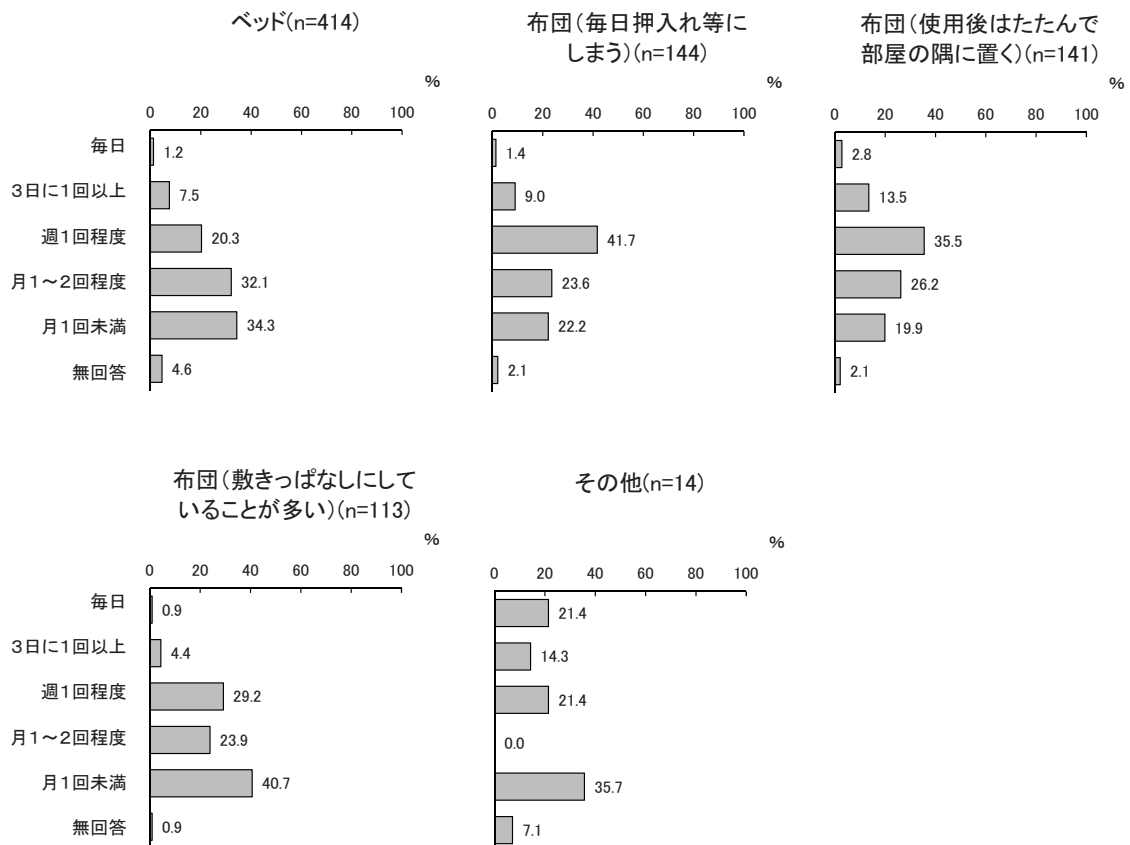 ベッド(n=414)
%
0 20 40 60 80 100
毎日 1.2
３日に１回以上 7.5
週１回程度 20.3
月１～２回程度 32.1
月１回未満 34.3
無回答 4.6
布団（毎日押入れ等に
しまう）(n=144)
%
0 20 40 60 80 100
1.4
9.0
41.7
23.6
22.2
2.1
布団（使用後はたたんで
部屋の隅に置く）(n=141)
%
0 20 40 60 80 100
2.8
13.5
35.5
26.2
19.9
2.1
布団（敷きっぱなしにして
いることが多い）(n=113)
%
0 20 40 60 80 100
毎日 0.9
３日に１回以上 4.4
週１回程度 29.2
月１～２回程度 23.9
月１回未満 40.7
無回答 0.9
その他(n=14)
%
0 20 40 60 80 100
21.4
14.3
21.4
0.0
35.7
7.1